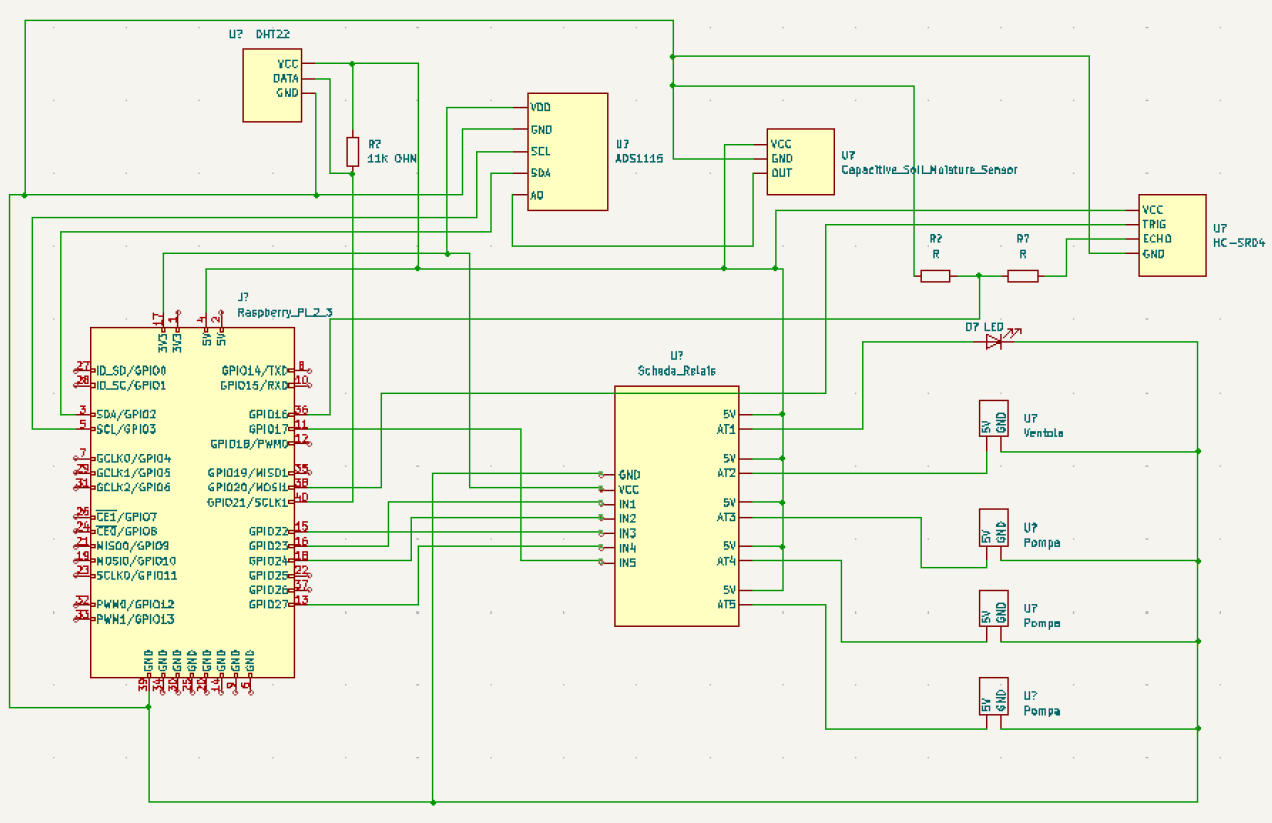 U? DHT22
VCC
DATA
GND
R?
11K OHN
VDD
GND
SCL
SDA
A0
U?
ADS1115
VCC
GND
OUT
U?
Capacitive_Soil_Moisture_Sensor
VCC
TRIG
ECHO
GND
U?
HC-SR04
R?
R
R?
R
J?
Raspberry_Pi_2_3
17 1 4 2
3V3 3V3 5V 5V
27 ID_SD/GPIO0
28 ID_SC/GPIO1
3 SDA/GPIO2
5 SCL/GPIO3
7 GCLK0/GPIO4
29 GCLK1/GPIO5
31 GCLK2/GPIO6
26 CE1/GPIO7
24 CE0/GPIO8
21 MISO0/GPIO9
19 MOSI0/GPIO10
23 SCLK0/GPIO11
32 PWM0/GPIO12
33 PWM1/GPIO13
GPIO14/TXD 8
GPIO15/RXD 10
GPIO16 36
GPIO17 11
GPIO18/PWM0 12
GPIO19/MISO1 35
GPIO20/MOSI1 38
GPIO21/SCLK1 40
GPIO22 15
GPIO23 16
GPIO24 18
GPIO25 22
GPIO26 37
GPIO27 13
GND GND GND GND GND GND GND GND
39 34 30 25 20 14 9 6
U?
Scheda_Relais
GND
VCC
IN1
IN2
IN3
IN4
IN5
5V
AT1
5V
AT2
5V
AT3
5V
AT4
5V
AT5
D? LED
5V GND
U?
Ventola
5V GND
U?
Pompa
5V GND
U?
Pompa
5V GND
U?
Pompa